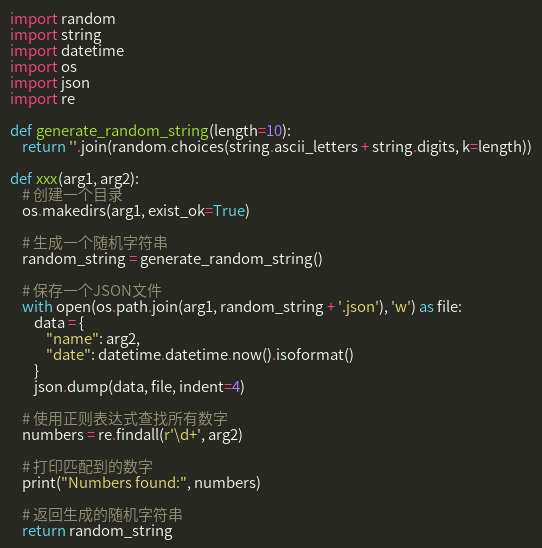 import random
import string
import datetime
import os
import json
import re

def generate_random_string(length=10):
    return ''.join(random.choices(string.ascii_letters + string.digits, k=length))

def xxx(arg1, arg2):
    # 创建一个目录
    os.makedirs(arg1, exist_ok=True)

    # 生成一个随机字符串
    random_string = generate_random_string()

    # 保存一个JSON文件
    with open(os.path.join(arg1, random_string + '.json'), 'w') as file:
        data = {
            "name": arg2,
            "date": datetime.datetime.now().isoformat()
        }
        json.dump(data, file, indent=4)

    # 使用正则表达式查找所有数字
    numbers = re.findall(r'\d+', arg2)

    # 打印匹配到的数字
    print("Numbers found:", numbers)

    # 返回生成的随机字符串
    return random_string